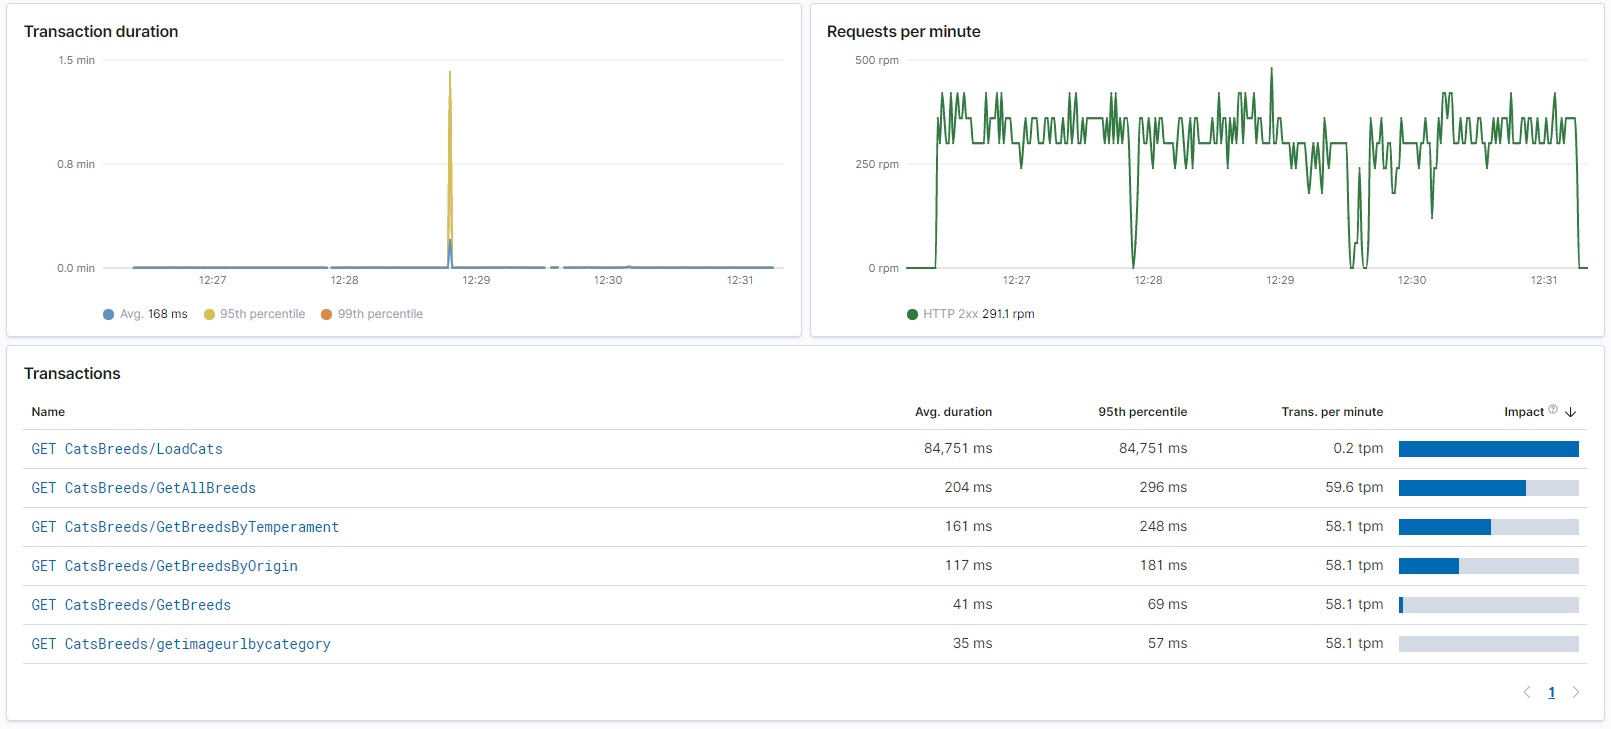 Transaction duration
1.5 min
0.8 min
0.0 min
12:27 12:28 12:29 12:30 12:31
Avg. 168 ms 95th percentile 99th percentile
Requests per minute
500 rpm
250 rpm
0 rpm
12:27 12:28 12:29 12:30 12:31
HTTP 2xx 291.1 rpm
Transactions
Name Avg. duration 95th percentile Trans. per minute Impact ?
GET CatsBreeds/LoadCats 84,751 ms 84,751 ms 0.2 tpm
GET CatsBreeds/GetAllBreeds 204 ms 296 ms 59.6 tpm
GET CatsBreeds/GetBreedsByTemperament 161 ms 248 ms 58.1 tpm
GET CatsBreeds/GetBreedsByOrigin 117 ms 181 ms 58.1 tpm
GET CatsBreeds/GetBreeds 41 ms 69 ms 58.1 tpm
GET CatsBreeds/getimageurlbycategory 35 ms 57 ms 58.1 tpm
1